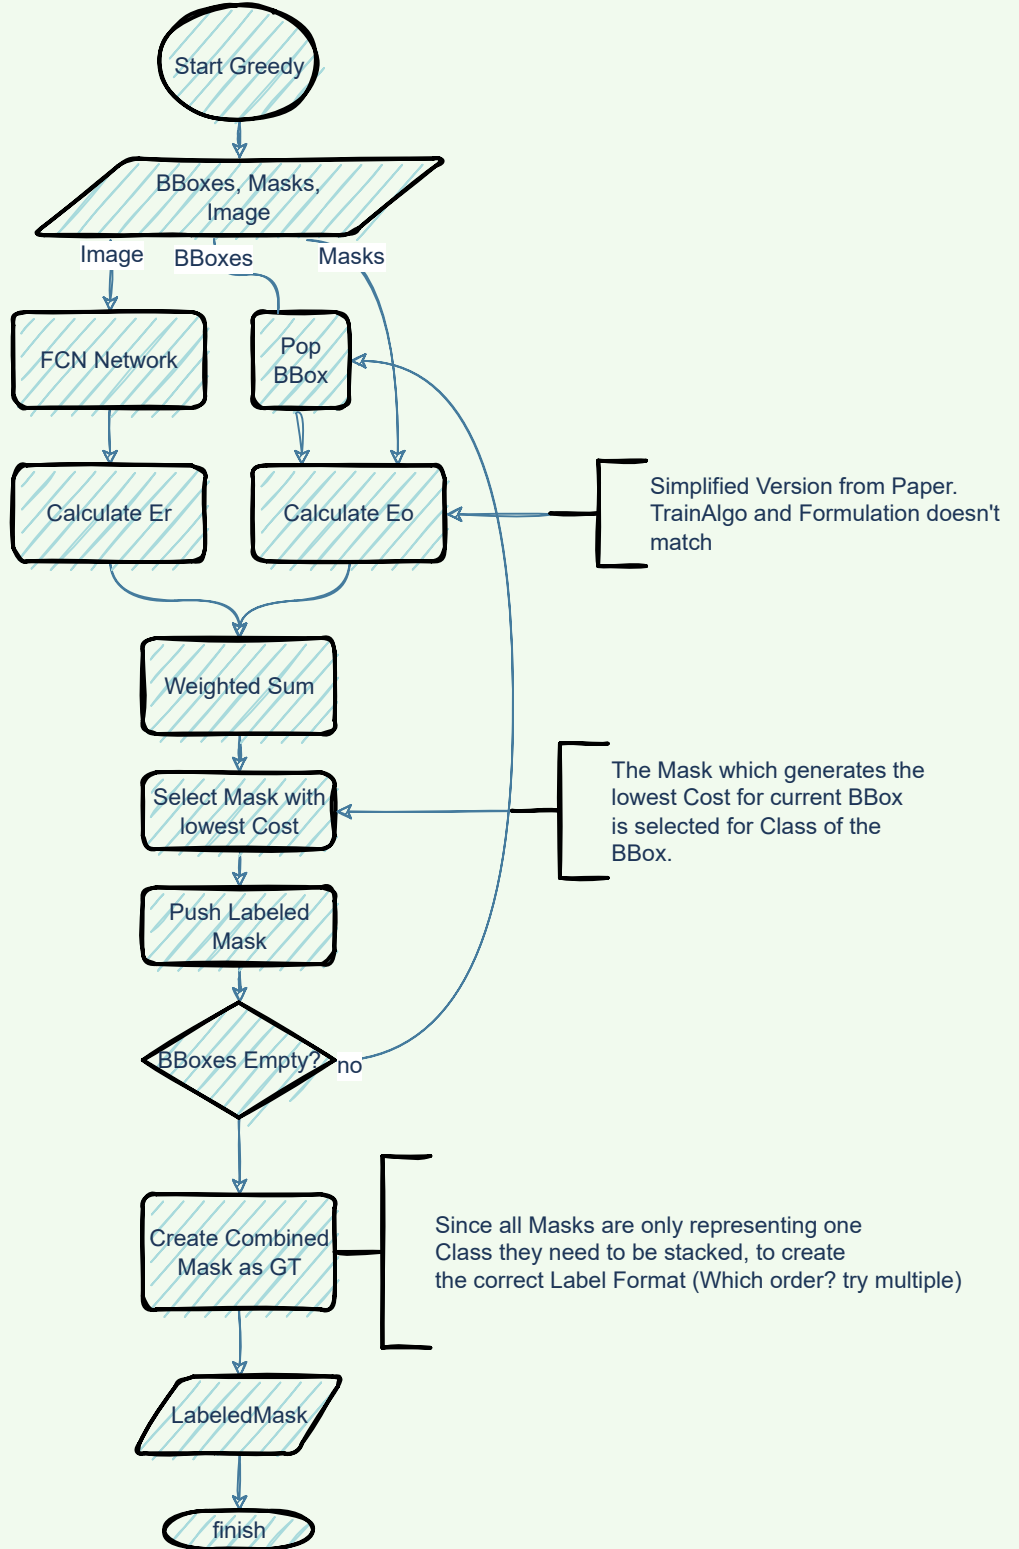 Start Greedy
BBoxes, Masks,
Image
Image
BBoxes
Masks
FCN Network
Pop
BBox
Calculate Er
Calculate Eo
Simplified Version from Paper.
TrainAlgo and Formulation doesn't
match
Weighted Sum
Select Mask with
lowest Cost
The Mask which generates the
lowest Cost for current BBox
is selected for Class of the
BBox.
Push Labeled
Mask
BBoxes Empty?
no
Create Combined
Mask as GT
Since all Masks are only representing one
Class they need to be stacked, to create
the correct Label Format (Which order? try multiple)
LabeledMask
finish